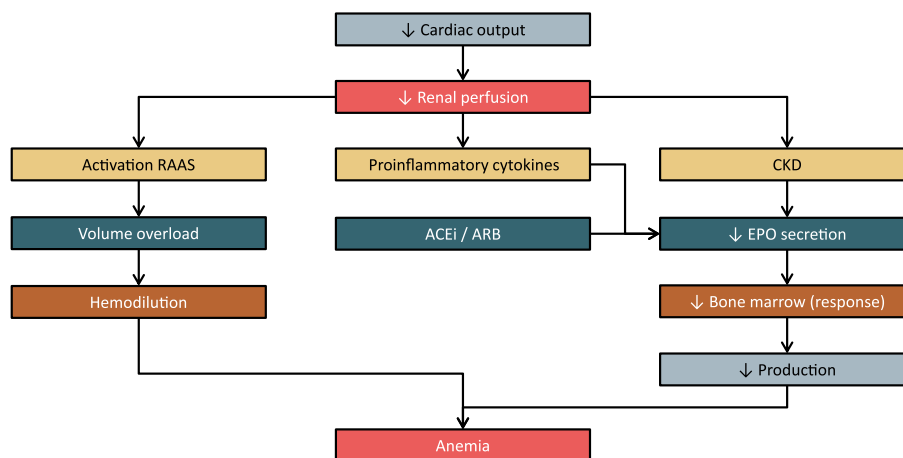 ↓ Cardiac output
↓ Renal perfusion
Activation RAAS
Proinflammatory cytokines
CKD
Volume overload
ACEi / ARB
↓ EPO secretion
Hemodilution
↓ Bone marrow (response)
↓ Production
Anemia